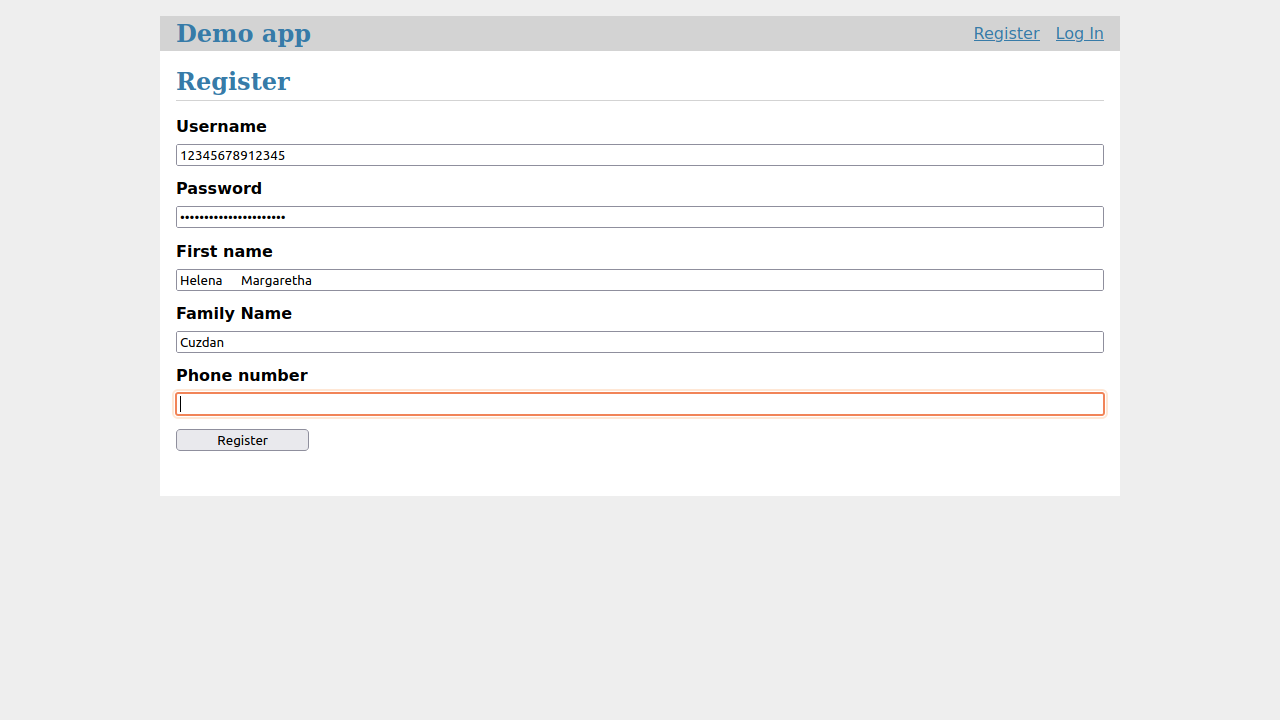 Demo app
Register Log In
Register
Username
12345678912345
Password
••••••••••••••••••••••
First name
Helena     Margaretha
Family Name
Cuzdan
Phone number
Register